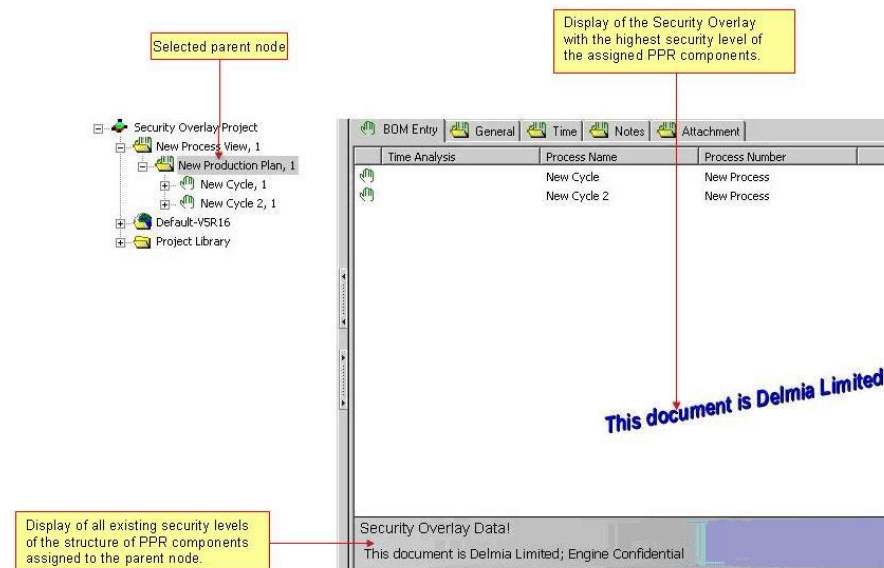 Display of the Security Overlay
with the highest security level of
the assigned PPR components.
Selected parent node
Security Overlay Project
New Process View, 1
New Production Plan, 1
New Cycle, 1
New Cycle 2, 1
Default-V5R16
Project Library
BOM Entry General Time Notes Attachment
Time Analysis Process Name Process Number
New Cycle New Process
New Cycle 2 New Process
This document is Delmia Limited
Display of all existing security levels
of the structure of PPR components
assigned to the parent node.
Security Overlay Data!
This document is Delmia Limited; Engine Confidential